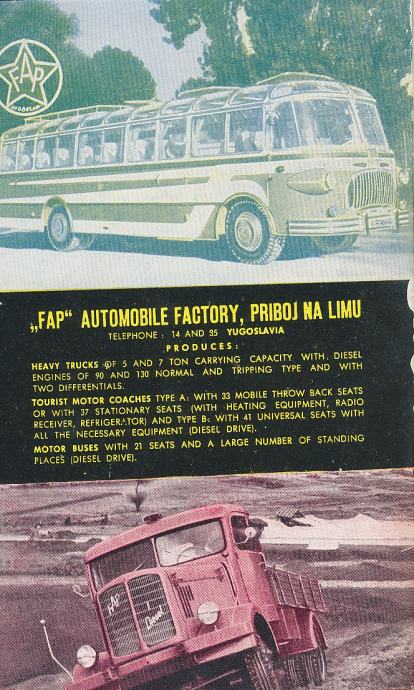 FAP
YUGOSLAVIA
„FAP" AUTOMOBILE FACTORY, PRIBOJ NA LIMU
TELEPHONE : 14 AND 35 YUGOSLAVIA
PRODUCES :
HEAVY TRUCKS OF 5 AND 7 TON CARRYING CAPACITY WITH DIESEL
ENGINES OF 90 AND 130 NORMAL AND TRIPPING TYPE AND WITH
TWO DIFFERENTIALS.
TOURIST MOTOR COACHES TYPE A: WITH 33 MOBILE THROW BACK SEATS
OR WITH 37 STATIONARY SEATS (WITH HEATING EQUIPMENT, RADIO
RECEIVER, REFRIGERATOR) AND TYPE B: WITH 41 UNIVERSAL SEATS WITH
ALL THE NECESSARY EQUIPMENT (DIESEL DRIVE).
MOTOR BUSES WITH 21 SEATS AND A LARGE NUMBER OF STANDING
PLACES (DIESEL DRIVE).
FAP
Diesel